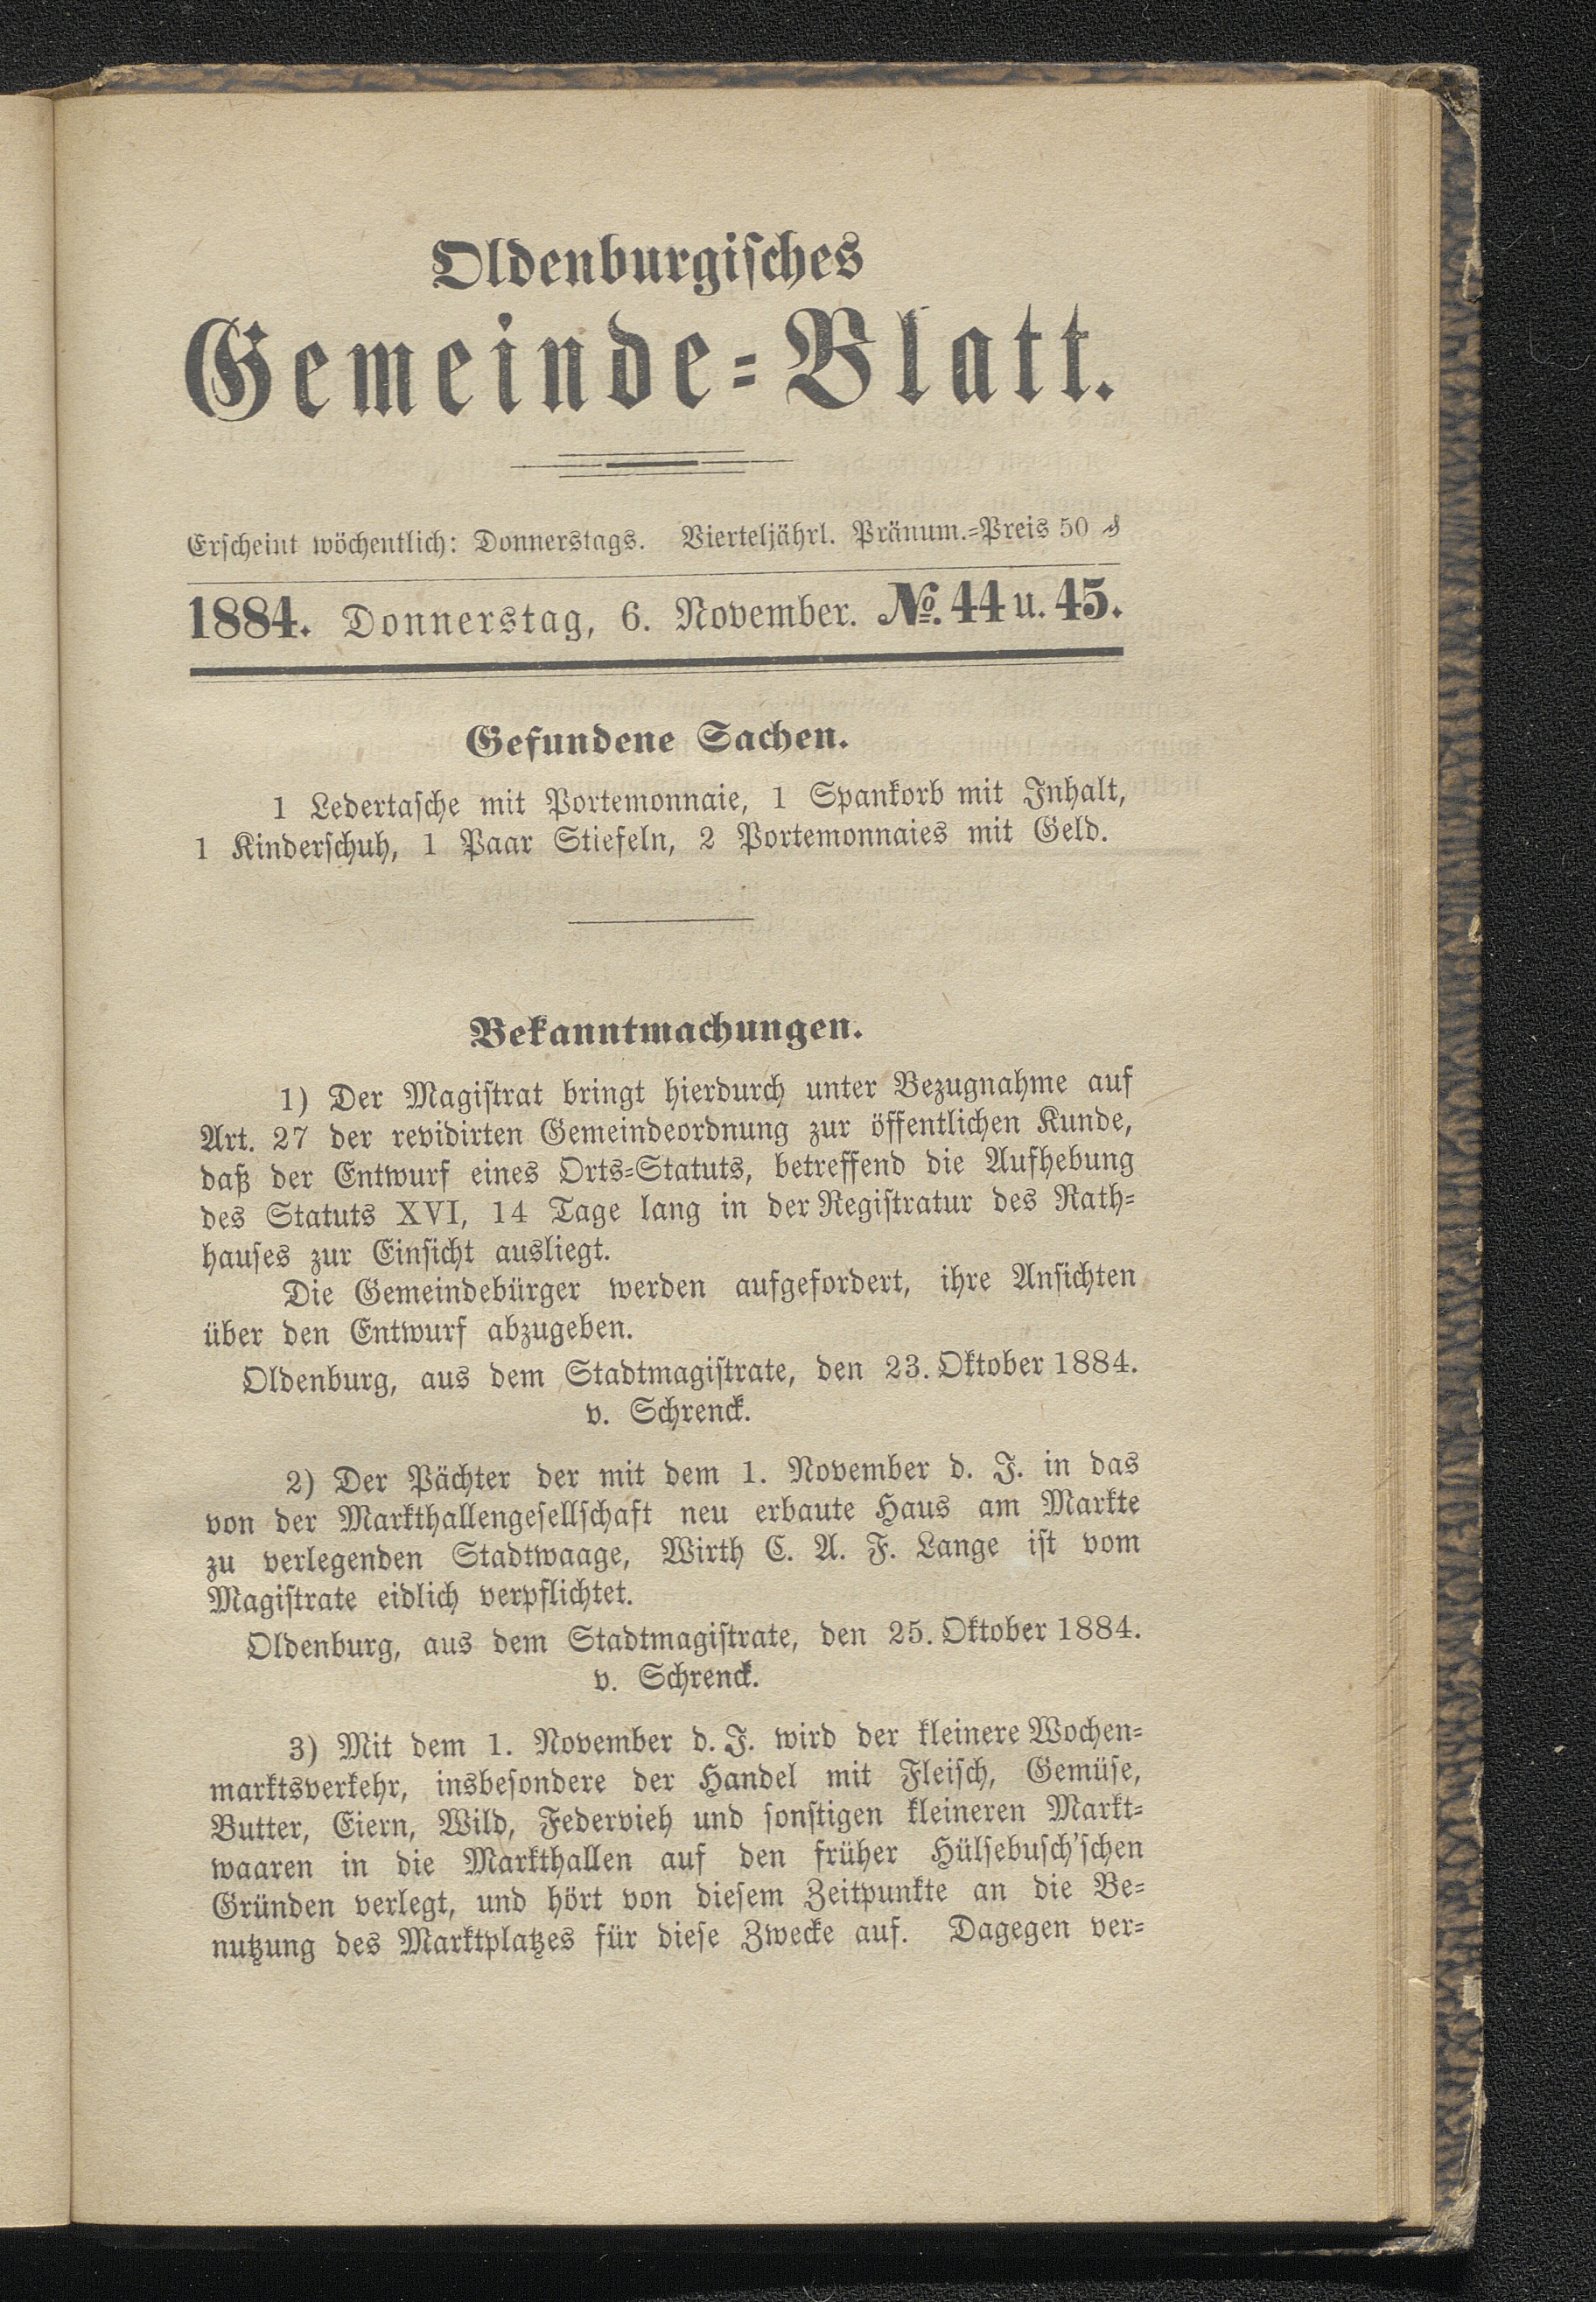 Oldenburgisches
Gemeinde-Blatt.
Erscheint wöchentlich: Donnerstags. Vierteljährl. Pränum.-Preis 50 ₰
1884. Donnerstag, 6. November. №. 44 u. 45.
Gefundene Sachen.
1 Ledertasche mit Portemonnaie, 1 Spankorb mit Inhalt,
1 Kinderschuh, 1 Paar Stiefeln, 2 Portemonnaies mit Geld.
Bekanntmachungen.
1) Der Magistrat bringt hierdurch unter Bezugnahme auf
Art. 27 der revidirten Gemeindeordnung zur öffentlichen Kunde,
daß der Entwurf eines Orts-Statuts, betreffend die Aufhebung
des Statuts XVI, 14 Tage lang in der Registratur des Rath-
hauses zur Einsicht ausliegt.
Die Gemeindebürger werden aufgefordert, ihre Ansichten
über den Entwurf abzugeben.
Oldenburg, aus dem Stadtmagistrate, den 23. Oktober 1884.
v. Schrenck.
2) Der Pächter der mit dem 1. November d. J. in das
von der Markthallengesellschaft neu erbaute Haus am Markte
zu verlegenden Stadtwaage, Wirth C. A. F. Lange ist vom
Magistrate eidlich verpflichtet.
Oldenburg, aus dem Stadtmagistrate, den 25. Oktober 1884.
v. Schrenck.
3) Mit dem 1. November d. J. wird der kleinere Wochen-
marktsverkehr, insbesondere der Handel mit Fleisch, Gemüse,
Butter, Eiern, Wild, Federvieh und sonstigen kleineren Markt-
waaren in die Markthallen auf den früher Hülsebusch'schen
Gründen verlegt, und hört von diesem Zeitpunkte an die Be-
nutzung des Marktplatzes für diese Zwecke auf. Dagegen ver-